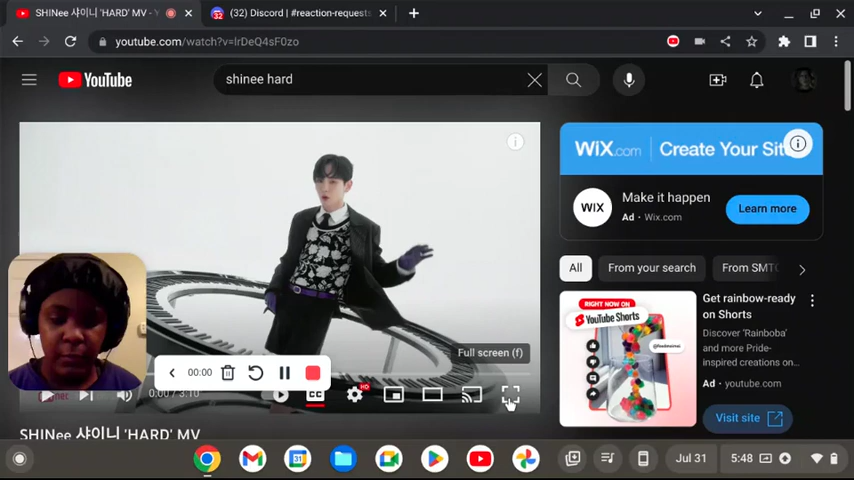 SHINee 샤이니 'HARD' MV - Y
(32) Discord | #reaction-requests
youtube.com/watch?v=IrDeQ4sF0zo
YouTube
shinee hard
WiX.com
Create Your Sit
WiX
Make it happen
Ad · Wix.com
Learn more
All
From your search
From SMT
RIGHT NOW ON
YouTube Shorts
Get rainbow-ready
on Shorts
Discover 'Rainboba'
and more Pride-
inspired creations on...
Ad · youtube.com
Visit site
Full screen (f)
00:00
CC
HD
0:00 / 3:10
SHINee 샤이니 'HARD' MV
Jul 31
5:48